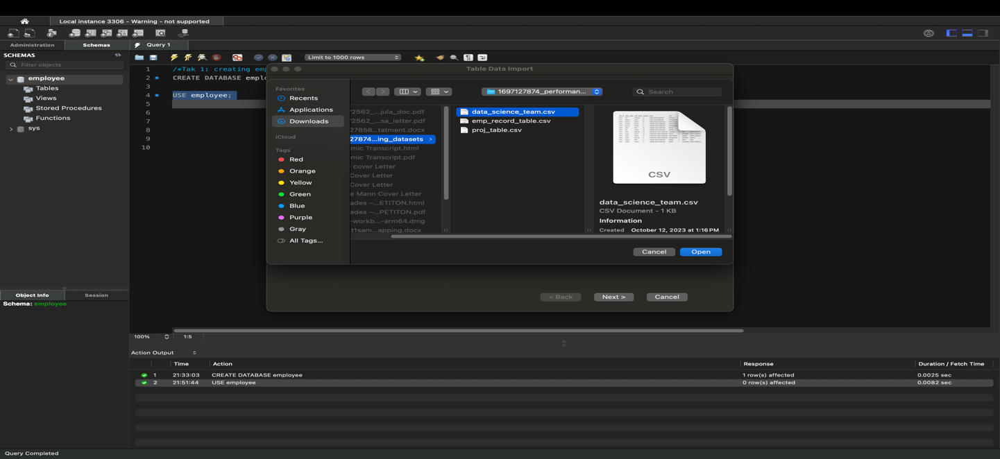 Local instance 3306 - Warning - not supported
Administration
Schemas
Query 1
SCHEMAS
Filter objects
employee
Tables
Views
Stored Procedures
Functions
sys
Limit to 1000 rows
1 /*Tak 1: creating emp
2 CREATE DATABASE emplo
3
4 USE employee;
5
6
7
8
9
10
Table Data Import
Favorites
Recents
Applications
Downloads
iCloud
Tags
Red
Orange
Yellow
Green
Blue
Purple
Gray
All Tags...
1697127874_performan...
Search
2562_...jula_doc.pdf
2562_...sa_letter.pdf
27858...tatment.docx
27874...ing_datasets
mic Transcript.html
mic Transcript.pdf
cover Letter
Cover Letter
Cover Letter
e Mann Cover Letter
ades –...ETITON.html
ades –...PETITON.pdf
-workb...-arm64.dmg
t1sam...apping.docx
data_science_team.csv
emp_record_table.csv
proj_table.csv
CSV
data_science_team.csv
CSV Document - 1 KB
Information
Created October 12, 2023 at 1:16 PM
Cancel
Open
< Back
Next >
Cancel
Object Info
Session
Schema: employee
100%
1:5
Action Output
Time Action Response Duration / Fetch Time
1 21:33:03 CREATE DATABASE employee 1 row(s) affected 0.0025 sec
2 21:51:44 USE employee 0 row(s) affected 0.0082 sec
Query Completed